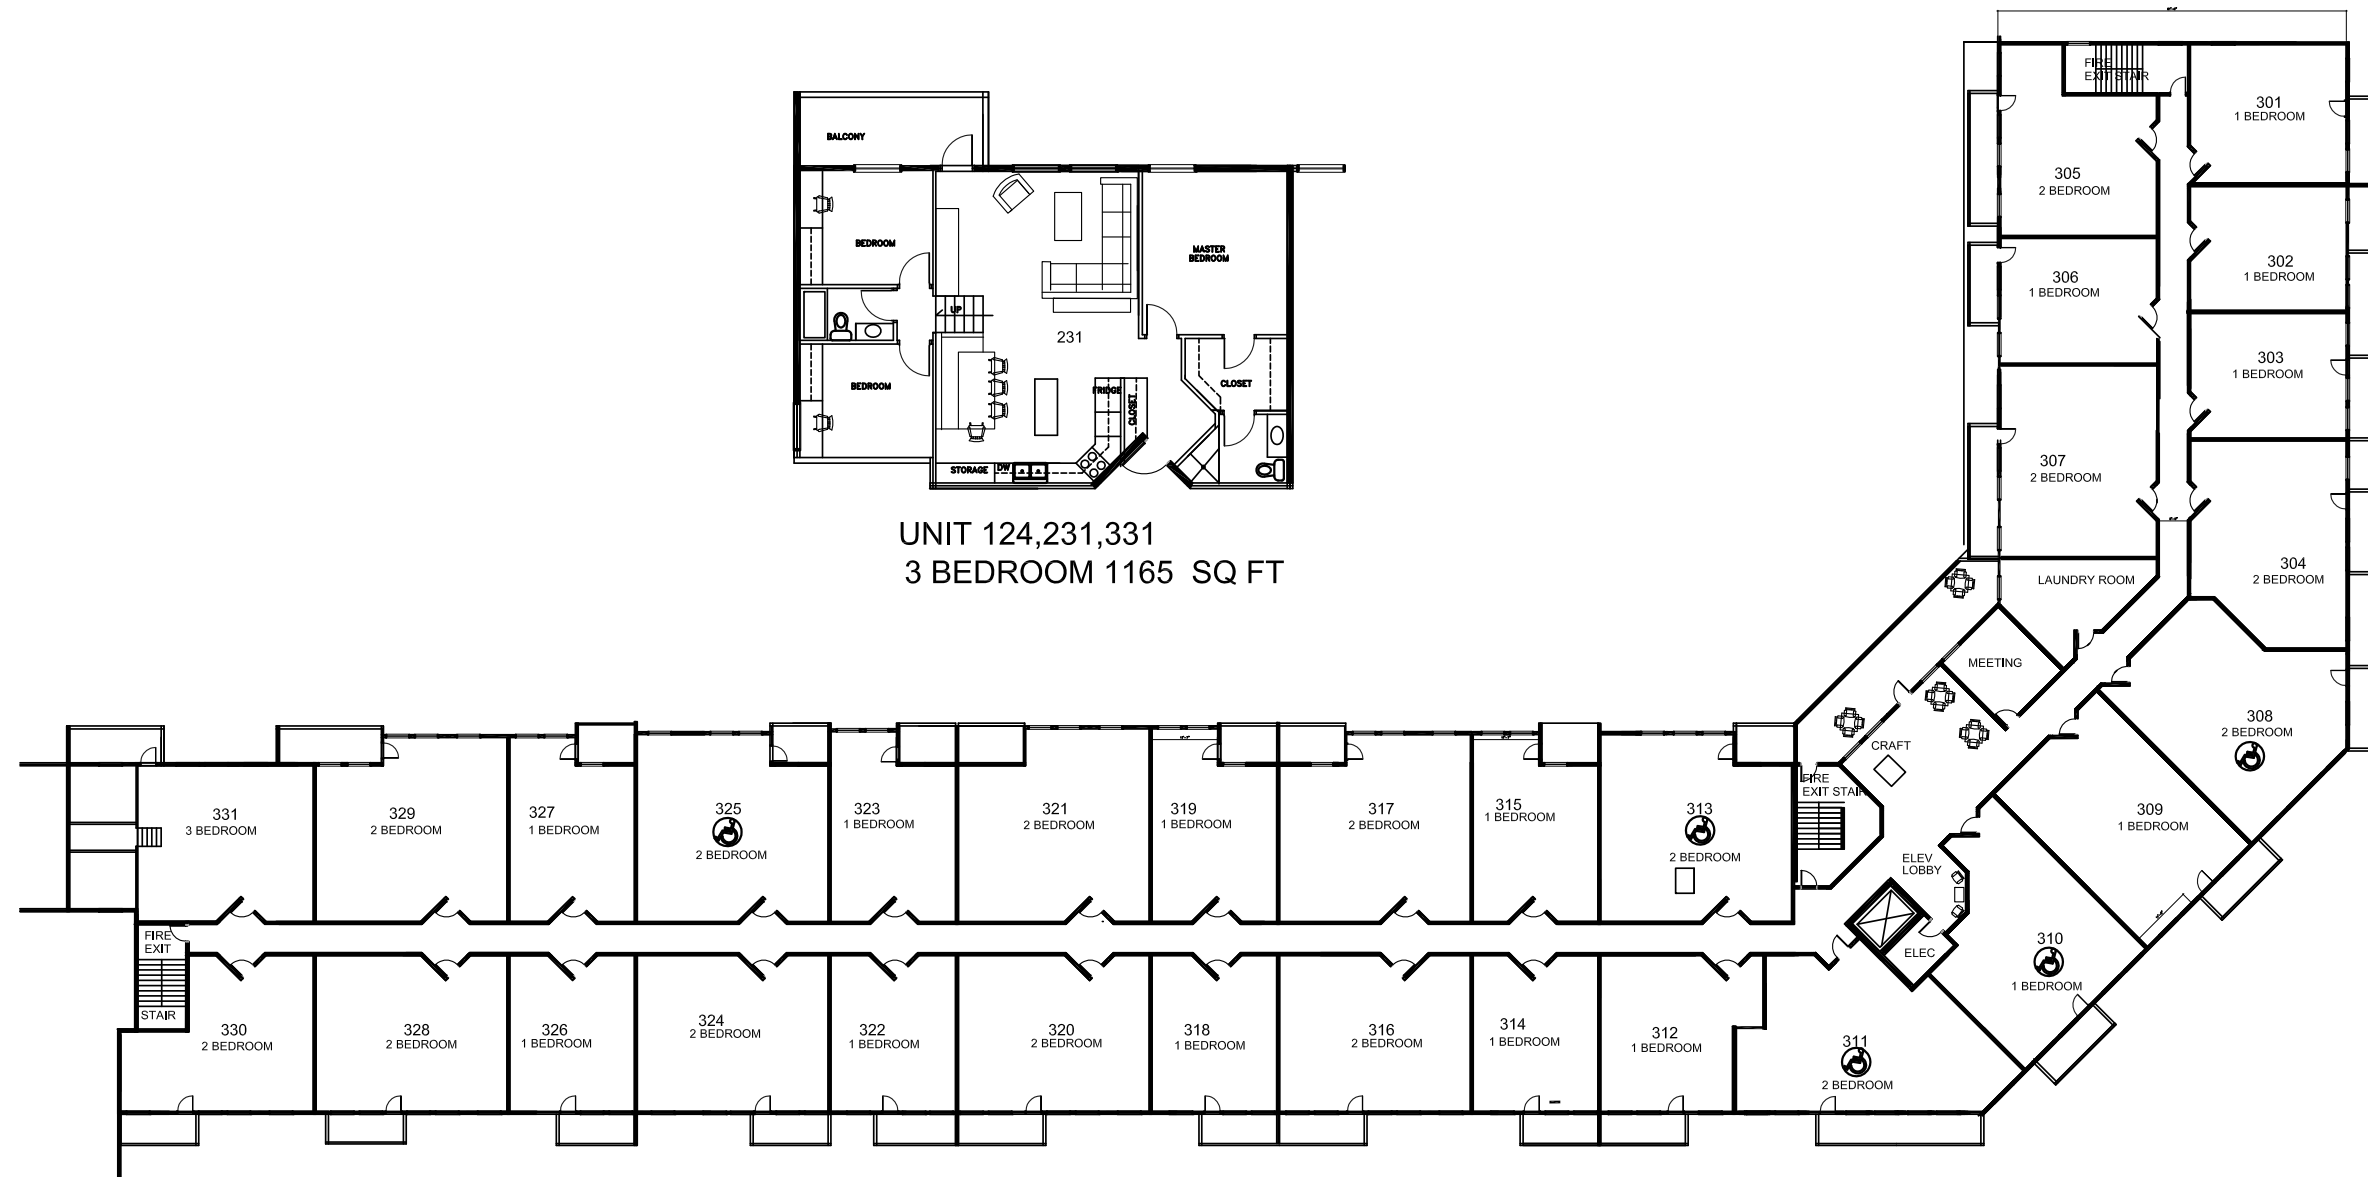 FIRE
EXIT STAIR
301
1 BEDROOM
305
2 BEDROOM
302
1 BEDROOM
306
1 BEDROOM
303
1 BEDROOM
307
2 BEDROOM
304
2 BEDROOM
LAUNDRY ROOM
MEETING
308
2 BEDROOM
309
1 BEDROOM
310
1 BEDROOM
CRAFT
FIRE
EXIT STAIR
ELEV
LOBBY
ELEC
311
2 BEDROOM
BALCONY
BEDROOM
MASTER
BEDROOM
UP
231
BEDROOM
FRIDGE
CLOSET
CLOSET
STORAGE
DW
UNIT 124,231,331
3 BEDROOM 1165 SQ FT
331
3 BEDROOM
329
2 BEDROOM
327
1 BEDROOM
325
2 BEDROOM
323
1 BEDROOM
321
2 BEDROOM
319
1 BEDROOM
317
2 BEDROOM
315
1 BEDROOM
313
2 BEDROOM
FIRE
EXIT
STAIR
330
2 BEDROOM
328
2 BEDROOM
326
1 BEDROOM
324
2 BEDROOM
322
1 BEDROOM
320
2 BEDROOM
318
1 BEDROOM
316
2 BEDROOM
314
1 BEDROOM
312
1 BEDROOM